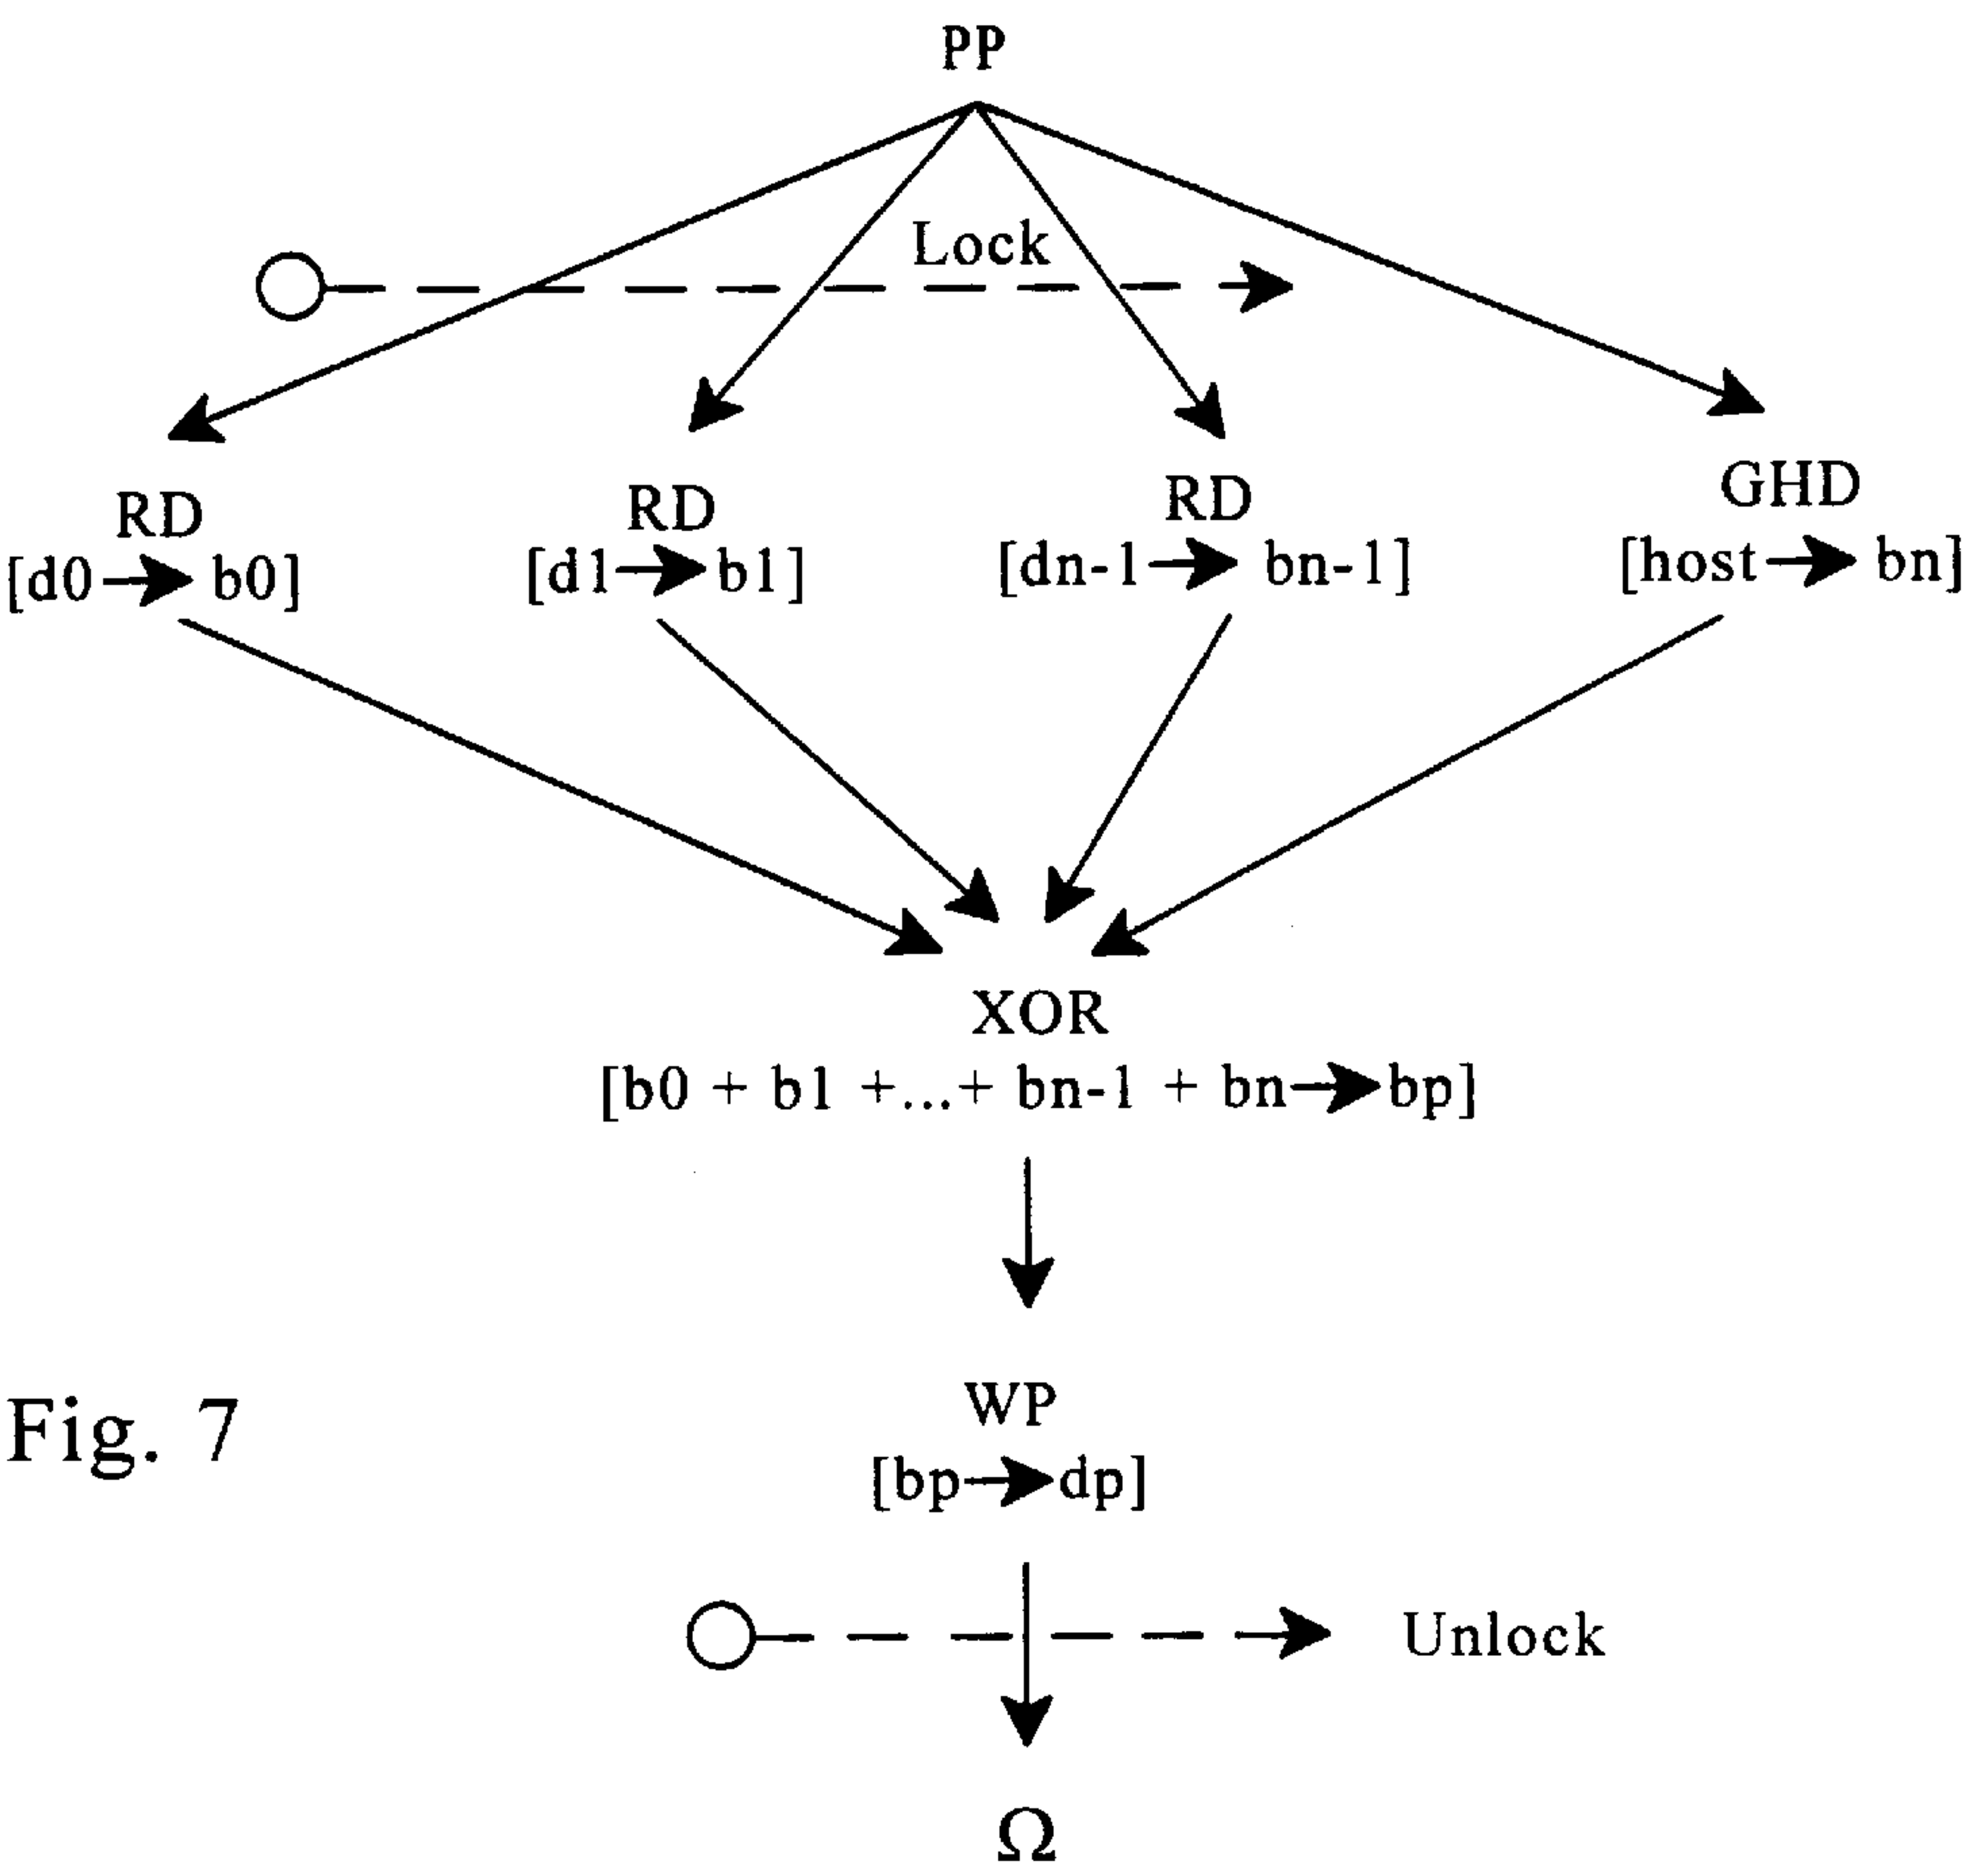 PP
Lock
RD
[d0 → b0]
RD
[d1 → b1]
RD
[dn-1 → bn-1]
GHD
[host → bn]
XOR
[b0 + b1 +...+ bn-1 + bn → bp]
WP
[bp → dp]
Unlock
Ω
Fig. 7